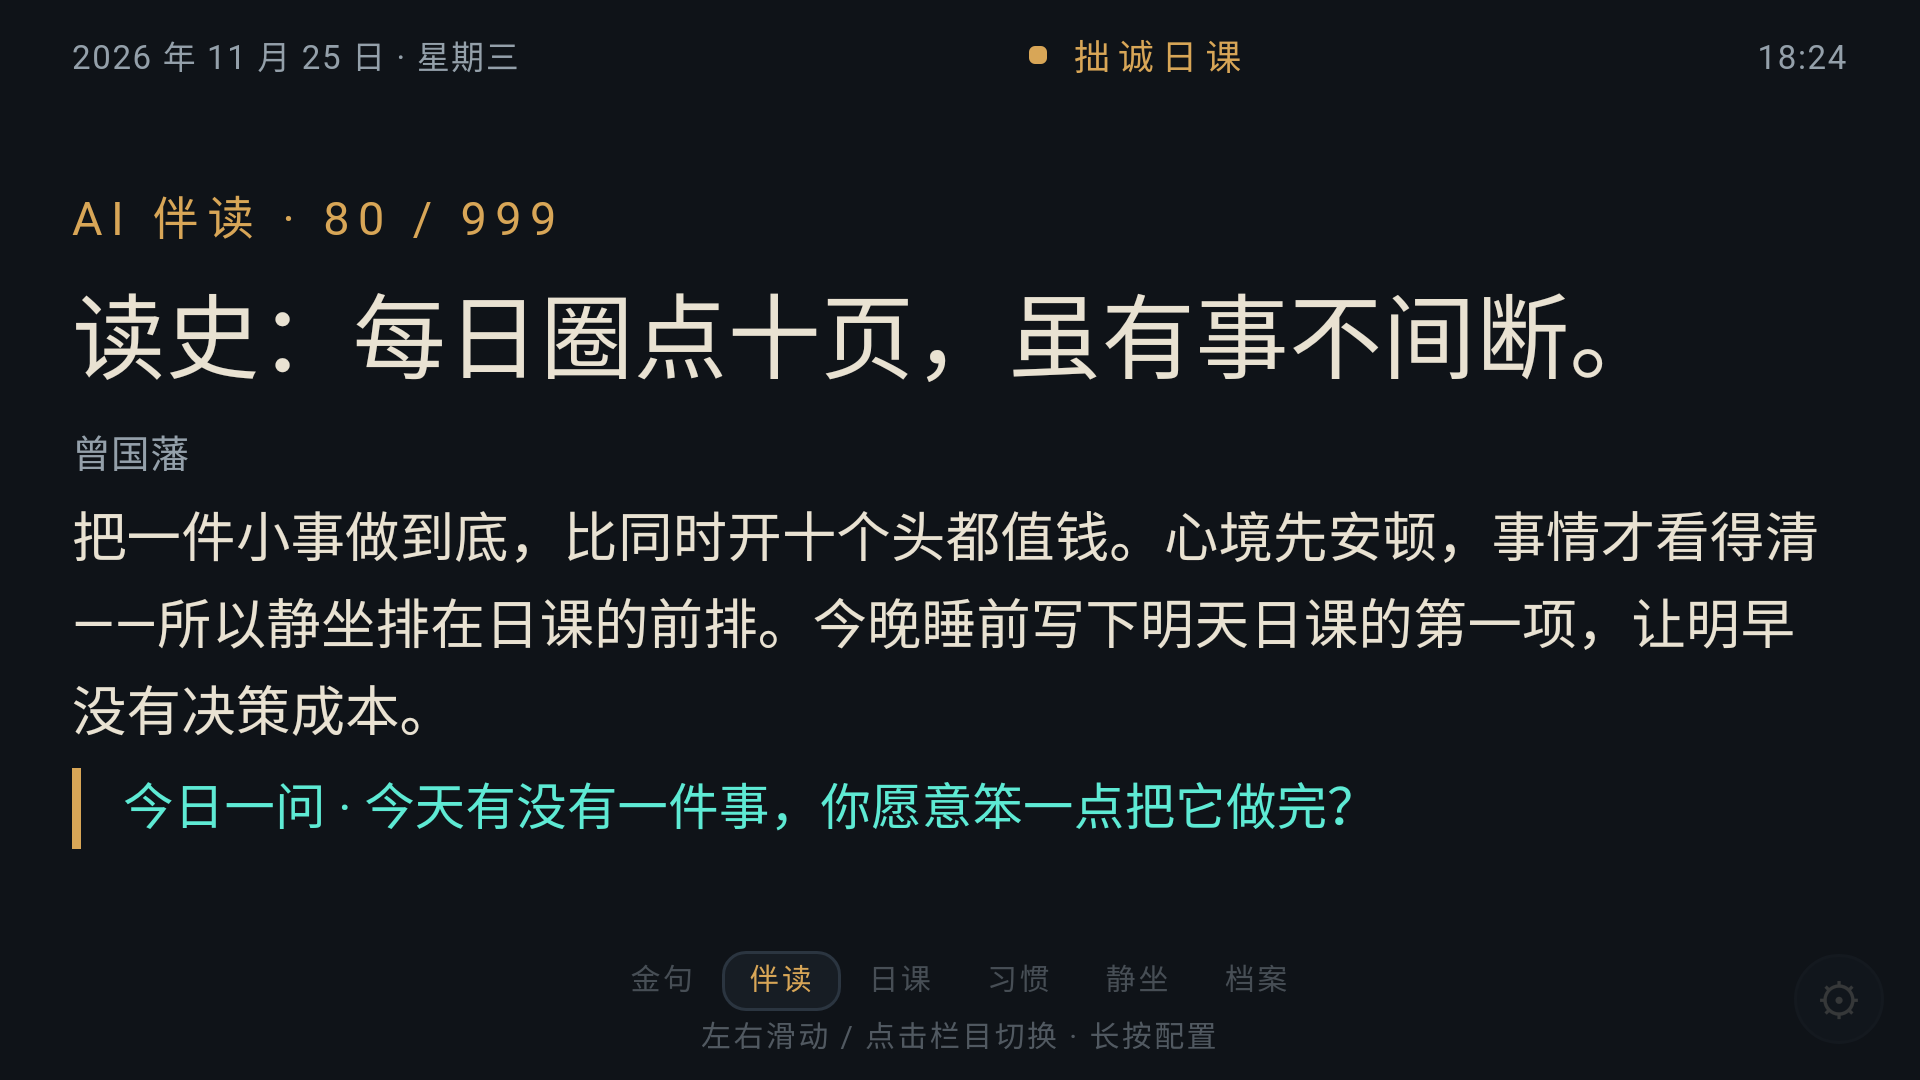 2026 年 11 月 25 日 · 星期三
拙诚日课
18:24
AI 伴读 · 80 / 999
读史：每日圈点十页，虽有事不间断。
曾国藩
把一件小事做到底，比同时开十个头都值钱。心境先安顿，事情才看得清
——所以静坐排在日课的前排。今晚睡前写下明天日课的第一项，让明早
没有决策成本。
今日一问 · 今天有没有一件事，你愿意笨一点把它做完？
金句 伴读 日课 习惯 静坐 档案
左右滑动 / 点击栏目切换 · 长按配置